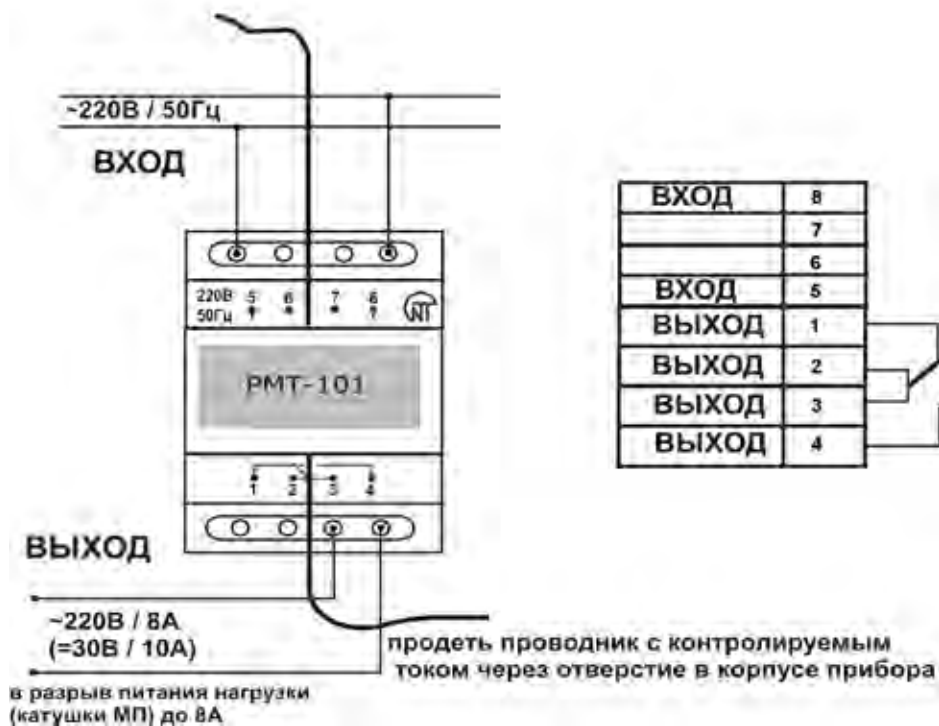 ~220В / 50Гц
ВХОД
220В 5 6 7 8
50Гц
NT
РМТ-101
1 2 3 4
ВЫХОД
~220В / 8А
(=30В / 10А)
в разрыв питания нагрузки
(катушки МП) до 8А
продеть проводник с контролируемым
током через отверстие в корпусе прибора
ВХОД 8
7
6
ВХОД 5
ВЫХОД 1
ВЫХОД 2
ВЫХОД 3
ВЫХОД 4